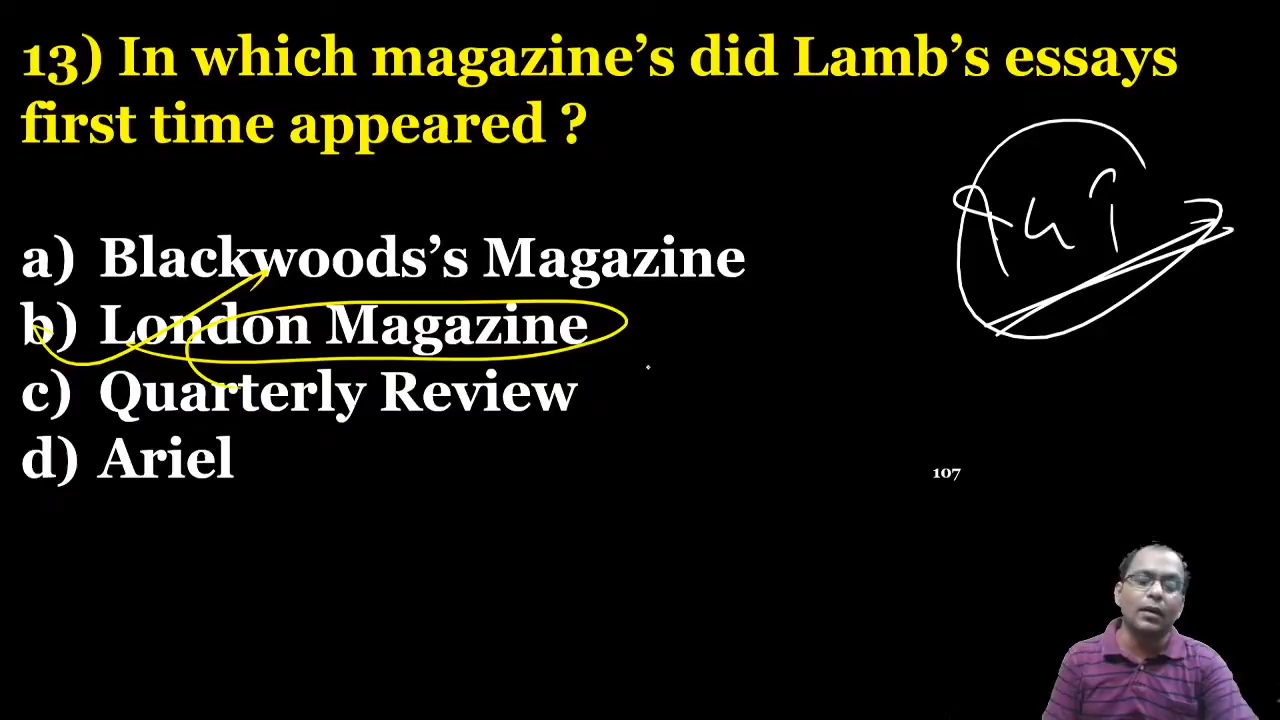 13) In which magazine’s did Lamb’s essays
first time appeared ?
a) Blackwoods’s Magazine
b) London Magazine
c) Quarterly Review
d) Ariel
107